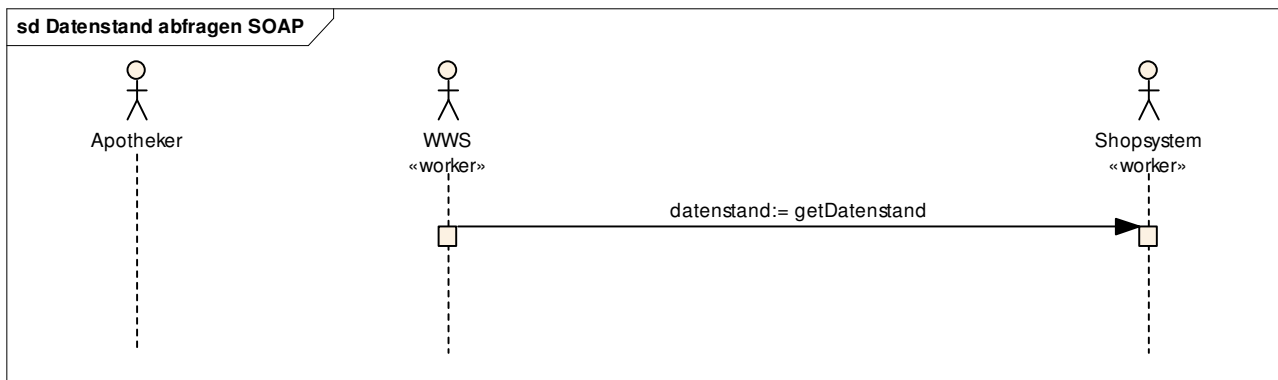 sd Datenstand abfragen SOAP
Apotheker
WWS
«worker»
Shopsystem
«worker»
datenstand:= getDatenstand